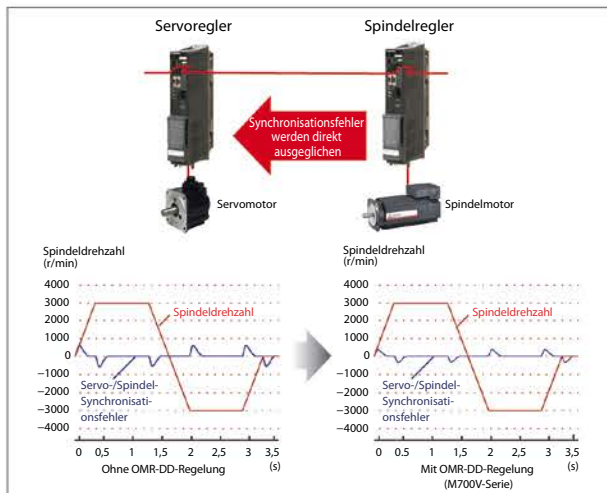 Servoregler
Spindelregler
Synchronisationsfehler
werden direkt
ausgeglichen
Servomotor
Spindelmotor
Spindeldrehzahl
(r/min)
4000
3000
2000
1000
0
−1000
−2000
−3000
−4000
Spindeldrehzahl
Servo-/Spindel-
Synchronisati-
onsfehler
0 0,5 1 1,5 2 2,5 3 3,5 (s)
Ohne OMR-DD-Regelung
Spindeldrehzahl
(r/min)
4000
3000
2000
1000
0
−1000
−2000
−3000
−4000
Spindeldrehzahl
Servo-/Spindel-
Synchronisati-
onsfehler
0 0,5 1 1,5 2 2,5 3 3,5 (s)
Mit OMR-DD-Regelung
(M700V-Serie)